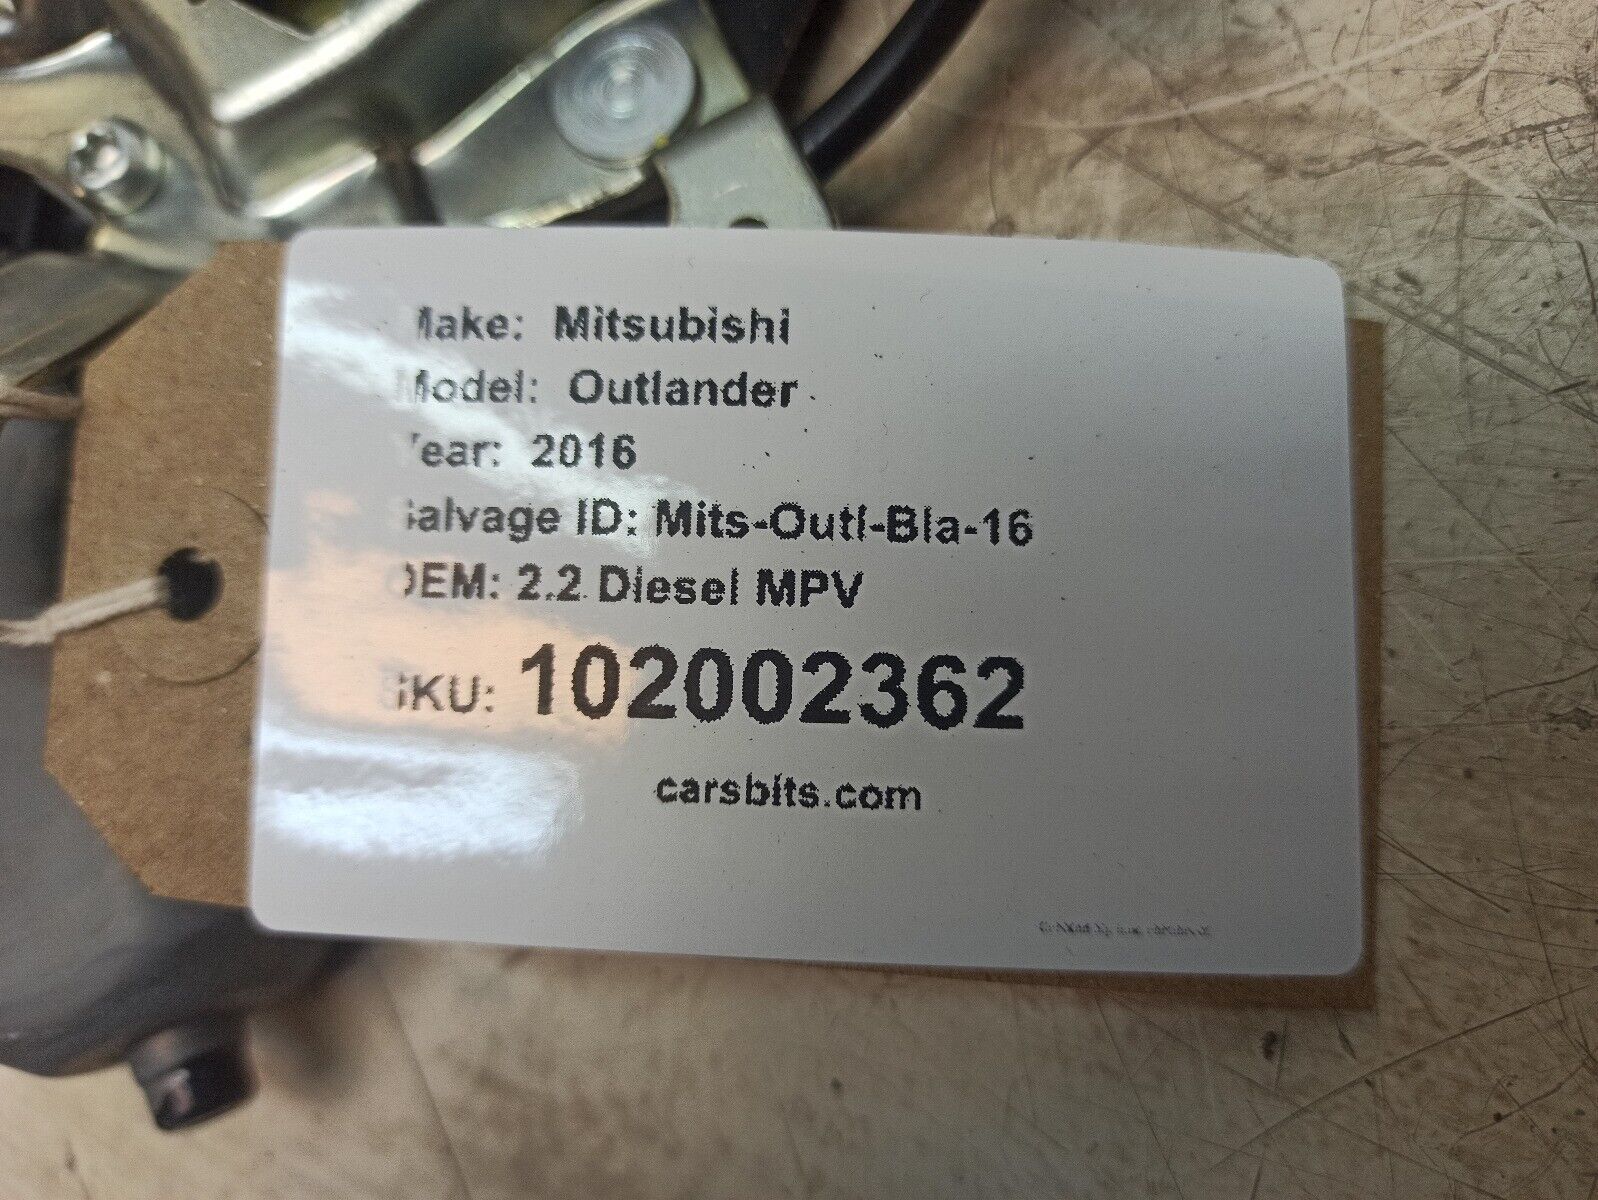 Make: Mitsubishi
Model: Outlander
Year: 2016
Salvage ID: Mits-Outl-Bla-16
OEM: 2.2 Diesel MPV
SKU: 102002362
carsbits.com